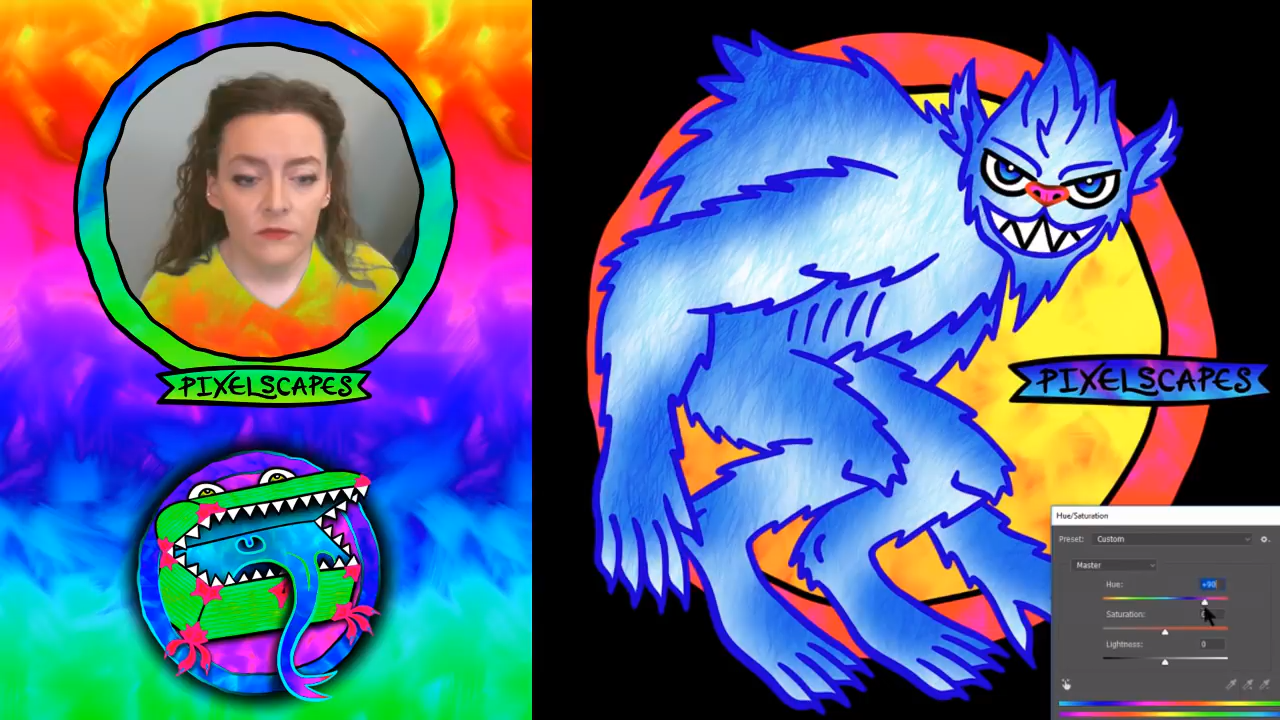 PIXELSCAPES
PIXELSCAPES
Hue/Saturation
Preset: Custom
Master
Hue: +90
Saturation:
Lightness: 0